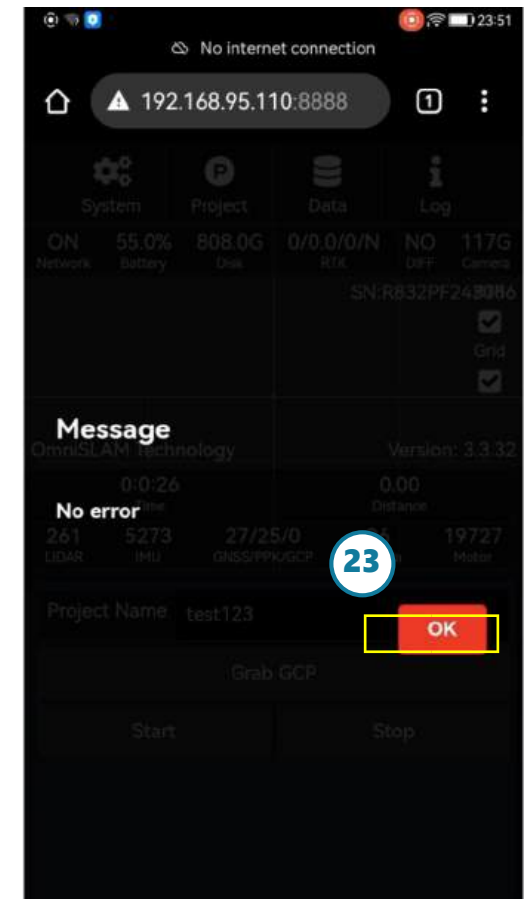 23:51
No internet connection
192.168.95.110:8888
1
System Project Data Log
ON 55.0% 808.0G 0/0.0/0/N NO 117G
Network Battery Disk RTK DIFF Camera
Grid
Message
OmniSLAM Technology Version: 3.3.32
0:0:26 0.00
Time Distance
No error
261 5273 27/25/0 19727
LIDAR IMU GNSS/PPK/GCP Motor
23
Project Name test123
OK
Grab GCP
Start Stop